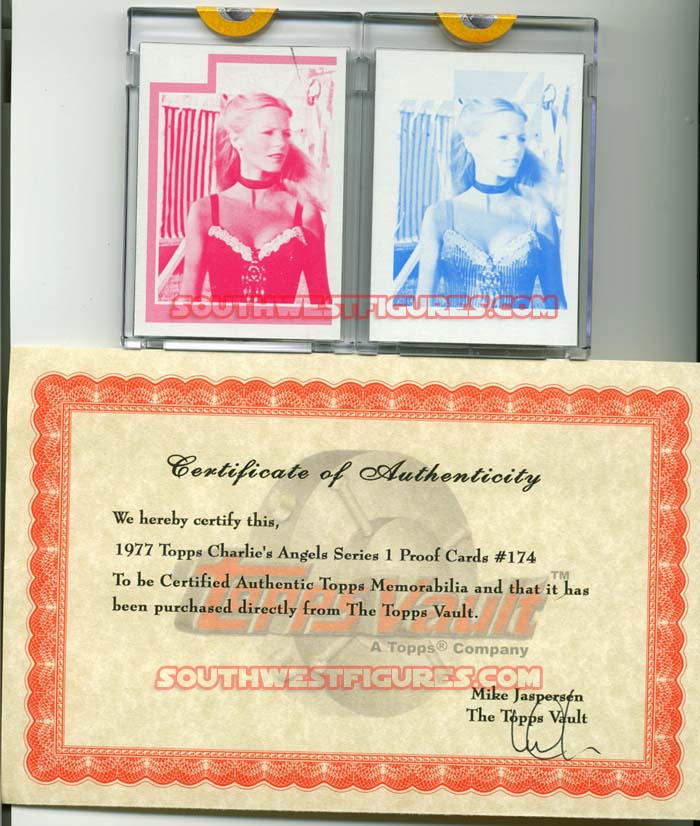 SOUTHWESTFIGURES.COM
Certificate of Authenticity
We hereby certify this,
1977 Topps Charlie's Angels Series 1 Proof Cards #174
To be Certified Authentic Topps Memorabilia and that it has
been purchased directly from The Topps Vault.
Topps Vault™
A Topps® Company
SOUTHWESTFIGURES.COM
Mike Jaspersen
The Topps Vault